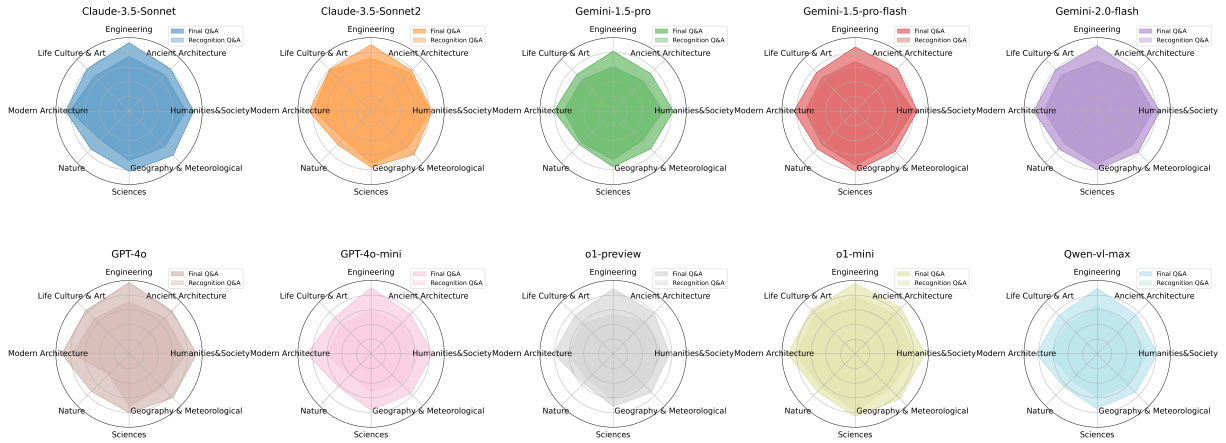 Claude-3.5-Sonnet
Engineering
Final Q&A
Recognition Q&A
Life Culture & Art
Ancient Architecture
Modern Architecture
Humanities&Society
Nature
Geography & Meteorological
Sciences
Claude-3.5-Sonnet2
Engineering
Final Q&A
Recognition Q&A
Life Culture & Art
Ancient Architecture
Modern Architecture
Humanities&Society
Nature
Geography & Meteorological
Sciences
Gemini-1.5-pro
Engineering
Final Q&A
Recognition Q&A
Life Culture & Art
Ancient Architecture
Modern Architecture
Humanities&Society
Nature
Geography & Meteorological
Sciences
Gemini-1.5-pro-flash
Engineering
Final Q&A
Recognition Q&A
Life Culture & Art
Ancient Architecture
Modern Architecture
Humanities&Society
Nature
Geography & Meteorological
Sciences
Gemini-2.0-flash
Engineering
Final Q&A
Recognition Q&A
Life Culture & Art
Ancient Architecture
Modern Architecture
Humanities&Society
Nature
Geography & Meteorological
Sciences
GPT-4o
Engineering
Final Q&A
Recognition Q&A
Life Culture & Art
Ancient Architecture
Modern Architecture
Humanities&Society
Nature
Geography & Meteorological
Sciences
GPT-4o-mini
Engineering
Final Q&A
Recognition Q&A
Life Culture & Art
Ancient Architecture
Modern Architecture
Humanities&Society
Nature
Geography & Meteorological
Sciences
o1-preview
Engineering
Final Q&A
Recognition Q&A
Life Culture & Art
Ancient Architecture
Modern Architecture
Humanities&Society
Nature
Geography & Meteorological
Sciences
o1-mini
Engineering
Final Q&A
Recognition Q&A
Life Culture & Art
Ancient Architecture
Modern Architecture
Humanities&Society
Nature
Geography & Meteorological
Sciences
Qwen-vl-max
Engineering
Final Q&A
Recognition Q&A
Life Culture & Art
Ancient Architecture
Modern Architecture
Humanities&Society
Nature
Geography & Meteorological
Sciences